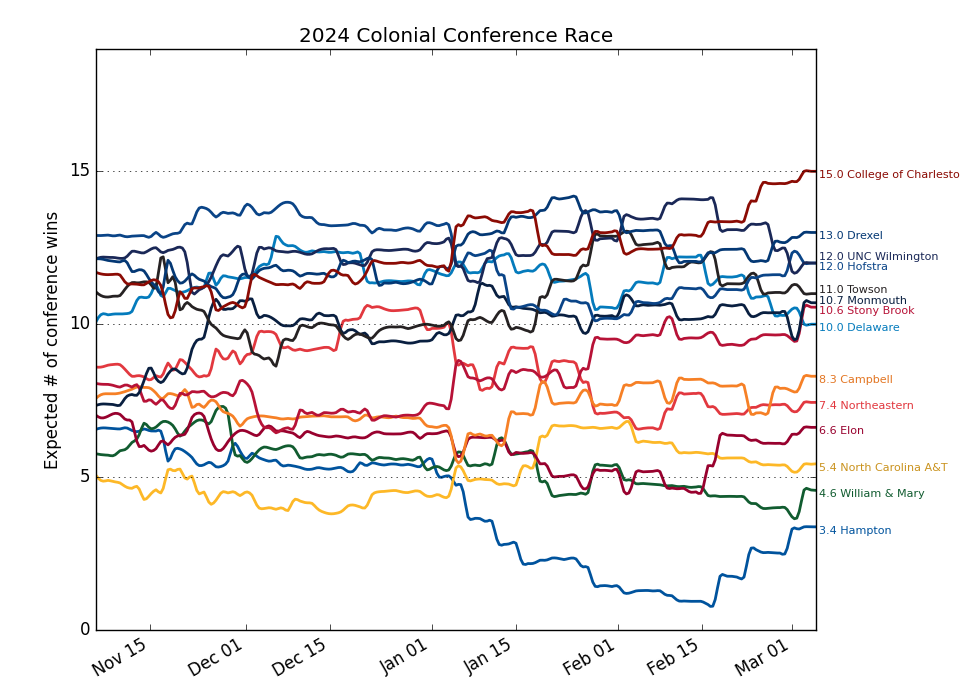 2024 Colonial Conference Race
Expected # of conference wins
15
10
5
0
15.0 College of Charlesto
13.0 Drexel
12.0 UNC Wilmington
12.0 Hofstra
11.0 Towson
10.7 Monmouth
10.6 Stony Brook
10.0 Delaware
8.3 Campbell
7.4 Northeastern
6.6 Elon
5.4 North Carolina A&T
4.6 William & Mary
3.4 Hampton
Nov 15
Dec 01
Dec 15
Jan 01
Jan 15
Feb 01
Feb 15
Mar 01